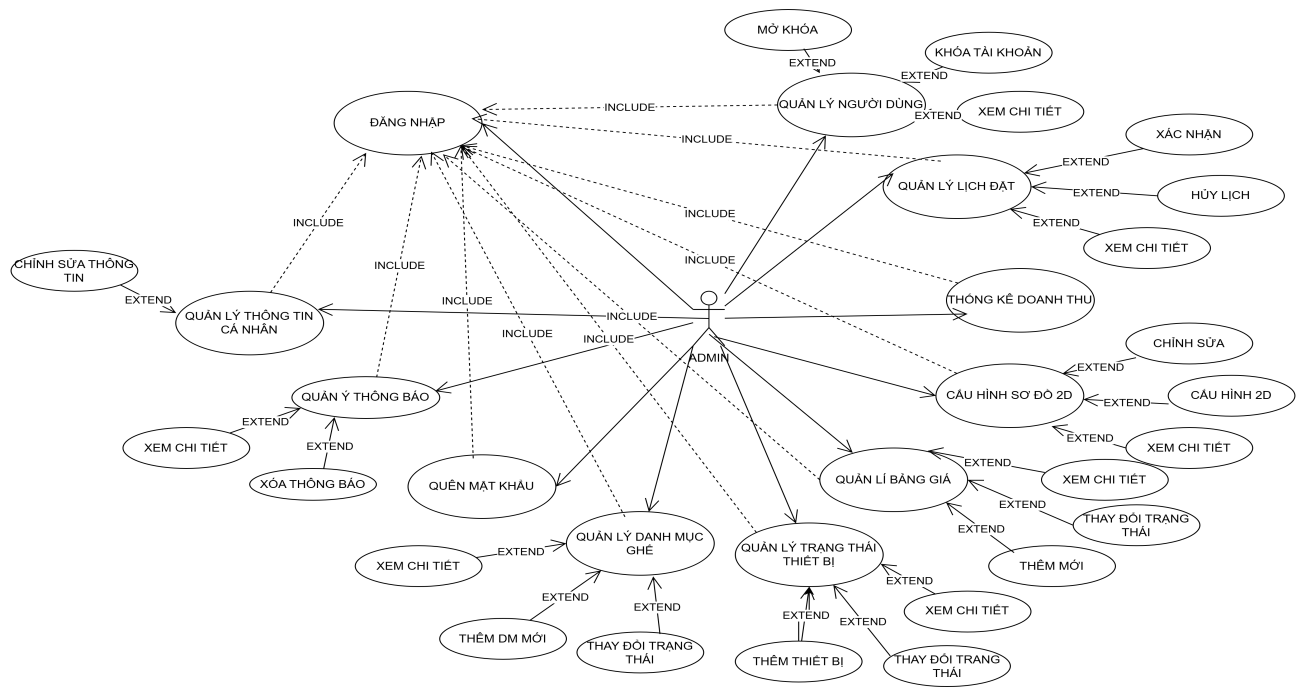 MỞ KHÓA
EXTEND
KHÓA TÀI KHOẢN
EXTEND
QUẢN LÝ NGƯỜI DÙNG
EXTEND
XEM CHI TIẾT
INCLUDE
ĐĂNG NHẬP
INCLUDE
XÁC NHẬN
EXTEND
QUẢN LÝ LỊCH ĐẶT
EXTEND
HỦY LỊCH
INCLUDE
EXTEND
XEM CHI TIẾT
INCLUDE
INCLUDE
INCLUDE
CHỈNH SỬA THÔNG
TIN
EXTEND
INCLUDE
THỐNG KÊ DOANH THU
QUẢN LÝ THÔNG TIN
CÁ NHÂN
INCLUDE
INCLUDE
INCLUDE
ADMIN
CHỈNH SỬA
EXTEND
QUẢN Ý THÔNG BÁO
CẤU HÌNH SƠ ĐỒ 2D
EXTEND
CẤU HÌNH 2D
EXTEND
XEM CHI TIẾT
EXTEND
EXTEND
XEM CHI TIẾT
EXTEND
XEM CHI TIẾT
XÓA THÔNG BÁO
QUÊN MẬT KHẨU
QUẢN LÍ BẢNG GIÁ
EXTEND
THAY ĐỔI TRẠNG
THÁI
EXTEND
THÊM MỚI
QUẢN LÝ DANH MỤC
GHẾ
QUẢN LÝ TRẠNG THÁI
THIẾT BỊ
EXTEND
XEM CHI TIẾT
EXTEND
XEM CHI TIẾT
EXTEND
EXTEND
EXTEND
EXTEND
THÊM DM MỚI
THAY ĐỔI TRẠNG
THÁI
THÊM THIẾT BỊ
THAY ĐỔI TRANG
THÁI